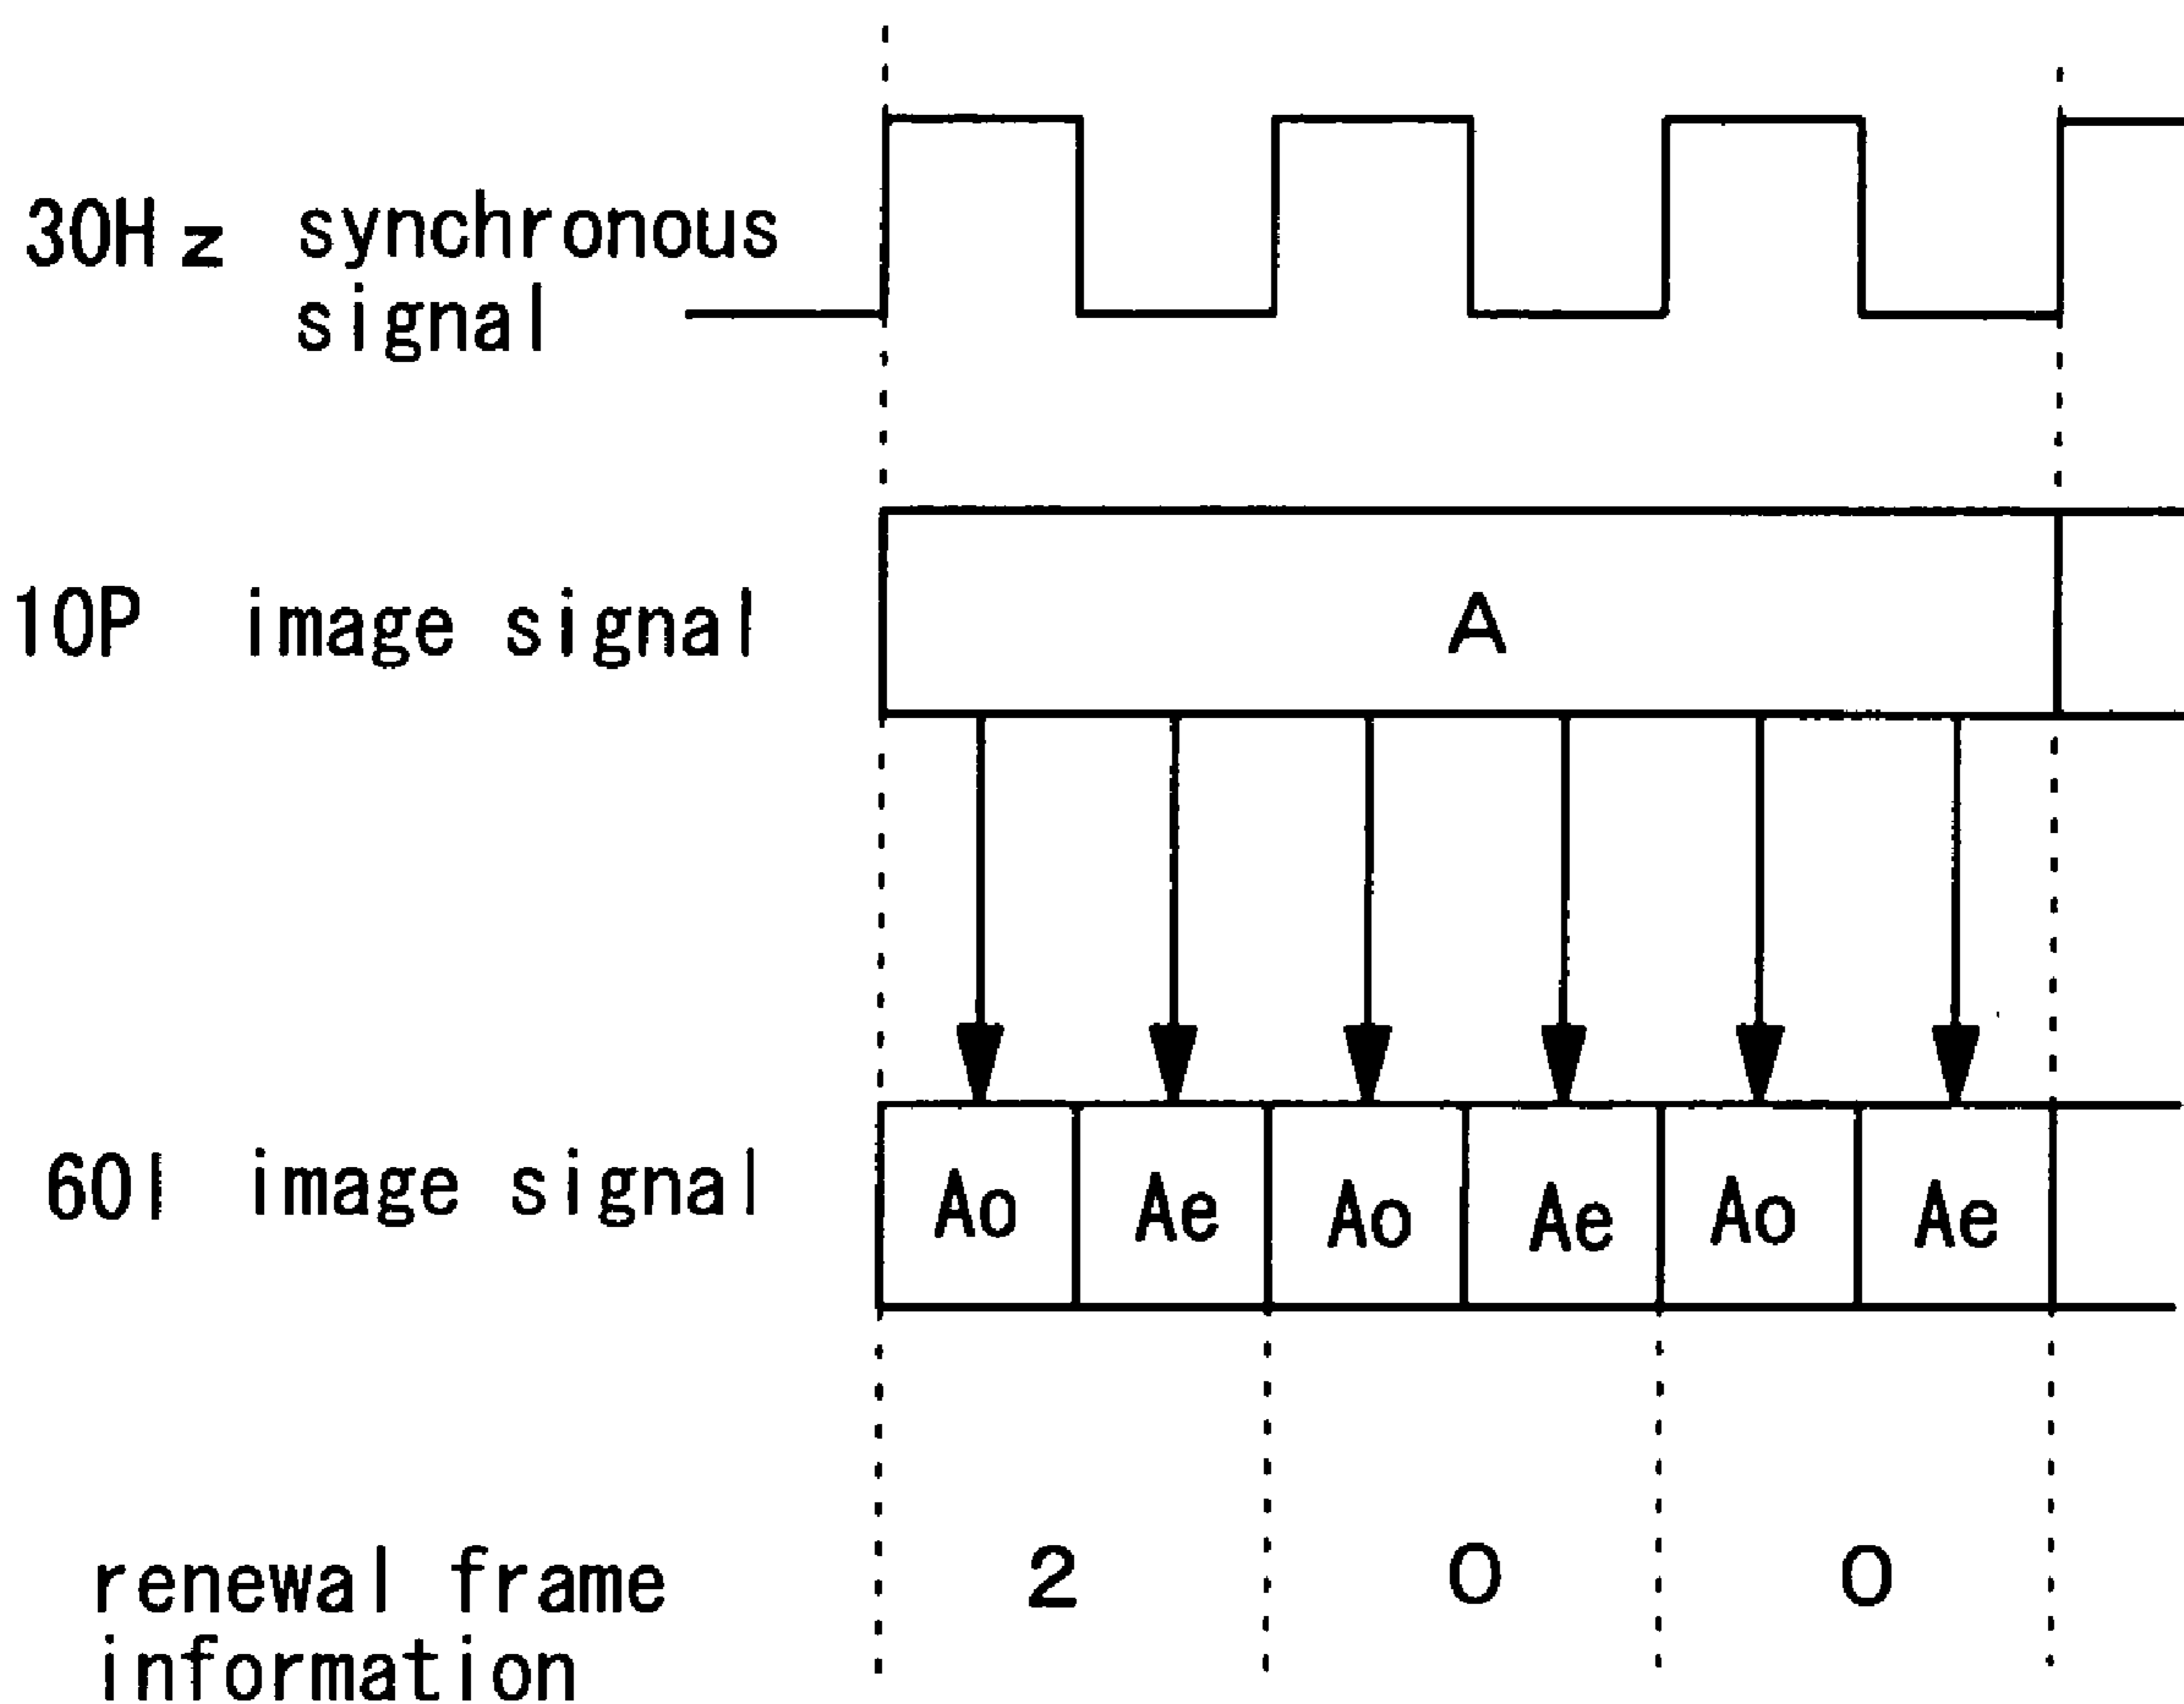 30Hz synchronous
signal
10P image signal
A
60I image signal
Ao Ae Ao Ae Ao Ae
renewal frame
information
2 0 0